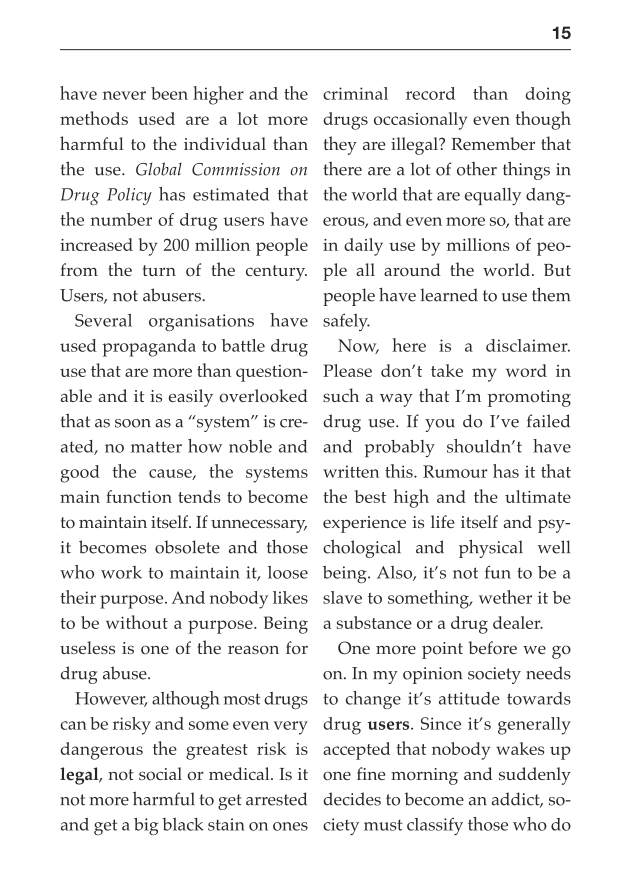 15
have never been higher and the
methods used are a lot more
harmful to the individual than
the use. Global Commission on
Drug Policy has estimated that
the number of drug users have
increased by 200 million people
from the turn of the century.
Users, not abusers.
Several organisations have
used propaganda to battle drug
use that are more than question-
able and it is easily overlooked
that as soon as a “system” is cre-
ated, no matter how noble and
good the cause, the systems
main function tends to become
to maintain itself. If unnecessary,
it becomes obsolete and those
who work to maintain it, loose
their purpose. And nobody likes
to be without a purpose. Being
useless is one of the reason for
drug abuse.
However, although most drugs
can be risky and some even very
dangerous the greatest risk is
legal, not social or medical. Is it
not more harmful to get arrested
and get a big black stain on ones
criminal record than doing
drugs occasionally even though
they are illegal? Remember that
there are a lot of other things in
the world that are equally dang-
erous, and even more so, that are
in daily use by millions of peo-
ple all around the world. But
people have learned to use them
safely.
Now, here is a disclaimer.
Please don’t take my word in
such a way that I’m promoting
drug use. If you do I’ve failed
and probably shouldn’t have
written this. Rumour has it that
the best high and the ultimate
experience is life itself and psy-
chological and physical well
being. Also, it’s not fun to be a
slave to something, wether it be
a substance or a drug dealer.
One more point before we go
on. In my opinion society needs
to change it’s attitude towards
drug users. Since it’s generally
accepted that nobody wakes up
one fine morning and suddenly
decides to become an addict, so-
ciety must classify those who do